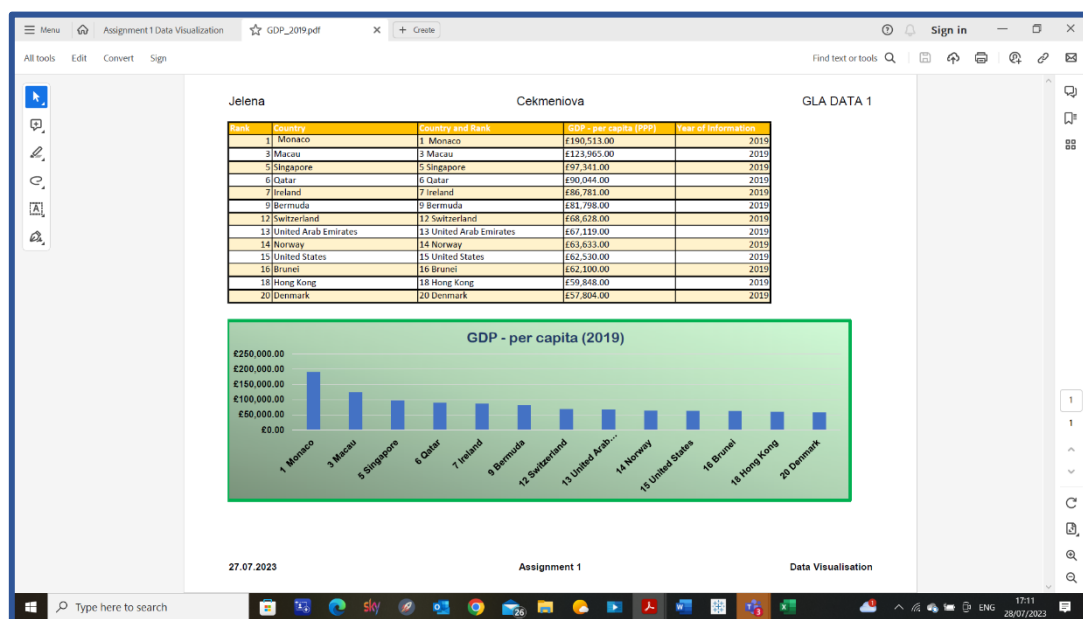 Menu Assignment 1 Data Visualization GDP_2019.pdf × + Create Sign in
All tools Edit Convert Sign Find text or tools
Jelena Cekmeniova GLA DATA 1
Rank Country Country and Rank GDP - per capita (PPP) Year of Information
1 Monaco 1 Monaco £190,513.00 2019
3 Macau 3 Macau £123,965.00 2019
5 Singapore 5 Singapore £97,341.00 2019
6 Qatar 6 Qatar £90,044.00 2019
7 Ireland 7 Ireland £86,781.00 2019
9 Bermuda 9 Bermuda £81,798.00 2019
12 Switzerland 12 Switzerland £68,628.00 2019
13 United Arab Emirates 13 United Arab Emirates £67,119.00 2019
14 Norway 14 Norway £63,633.00 2019
15 United States 15 United States £62,530.00 2019
16 Brunei 16 Brunei £62,100.00 2019
18 Hong Kong 18 Hong Kong £59,848.00 2019
20 Denmark 20 Denmark £57,804.00 2019
GDP - per capita (2019)
£250,000.00
£200,000.00
£150,000.00
£100,000.00
£50,000.00
£0.00
1 Monaco 3 Macau 5 Singapore 6 Qatar 7 Ireland 9 Bermuda 12 Switzerland 13 United Arab... 14 Norway 15 United States 16 Brunei 18 Hong Kong 20 Denmark
27.07.2023 Assignment 1 Data Visualisation
1
1
Type here to search sky 26 3 ENG 17:11
28/07/2023